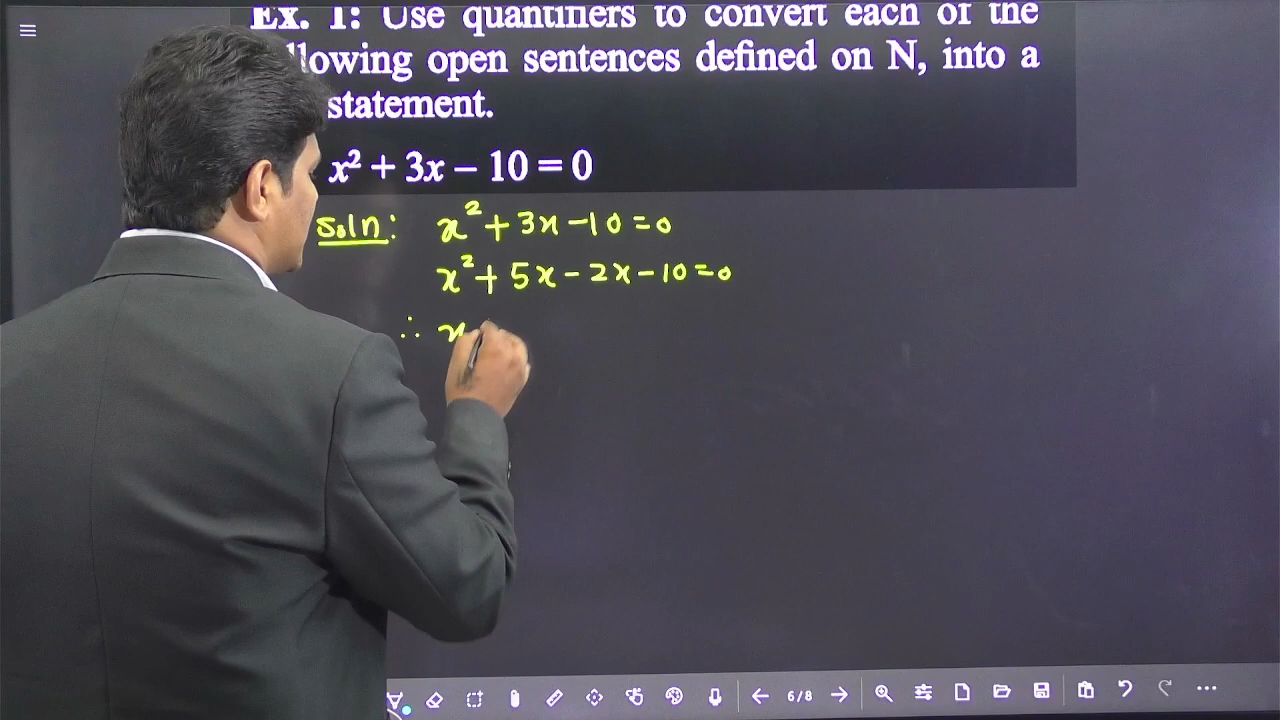 Ex. 1: Use quantifiers to convert each of the
lowing open sentences defined on N, into a
statement.
x² + 3x – 10 = 0
Soln: x² + 3x - 10 = 0
x² + 5x - 2x - 10 = 0
∴ x
6/8